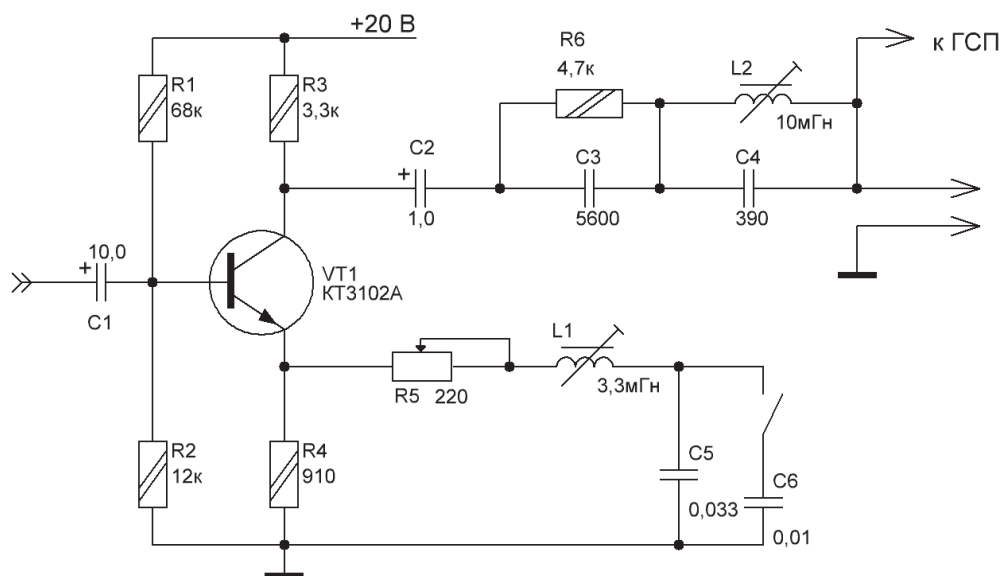 +20 В
R6
4,7к
L2
10мГн
к ГСП
R1
68к
R3
3,3к
C2
+
1,0
C3
5600
C4
390
10,0
+
C1
VT1
КТ3102А
L1
3,3мГн
R5
220
R2
12к
R4
910
C5
0,033
C6
0,01